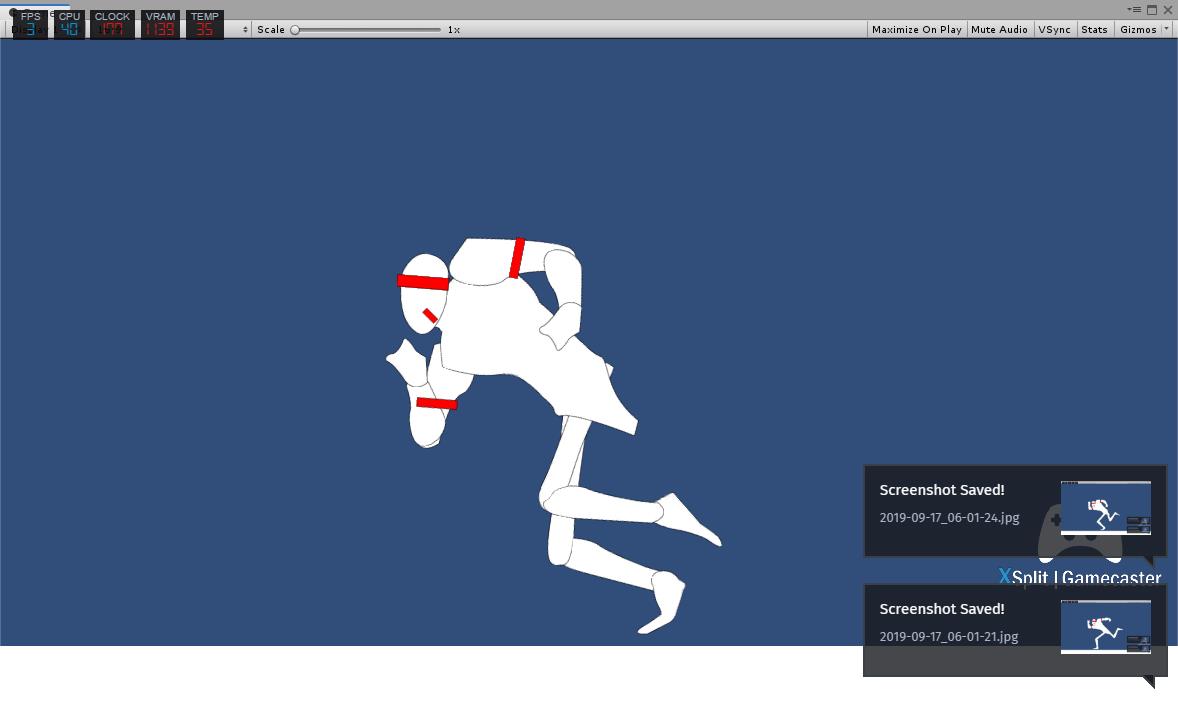 FPS CPU CLOCK VRAM TEMP
3 40 177 1139 35
Scale 1x Maximize On Play Mute Audio VSync Stats Gizmos
Screenshot Saved!
2019-09-17_06-01-24.jpg
XSplit | Gamecaster
Screenshot Saved!
2019-09-17_06-01-21.jpg